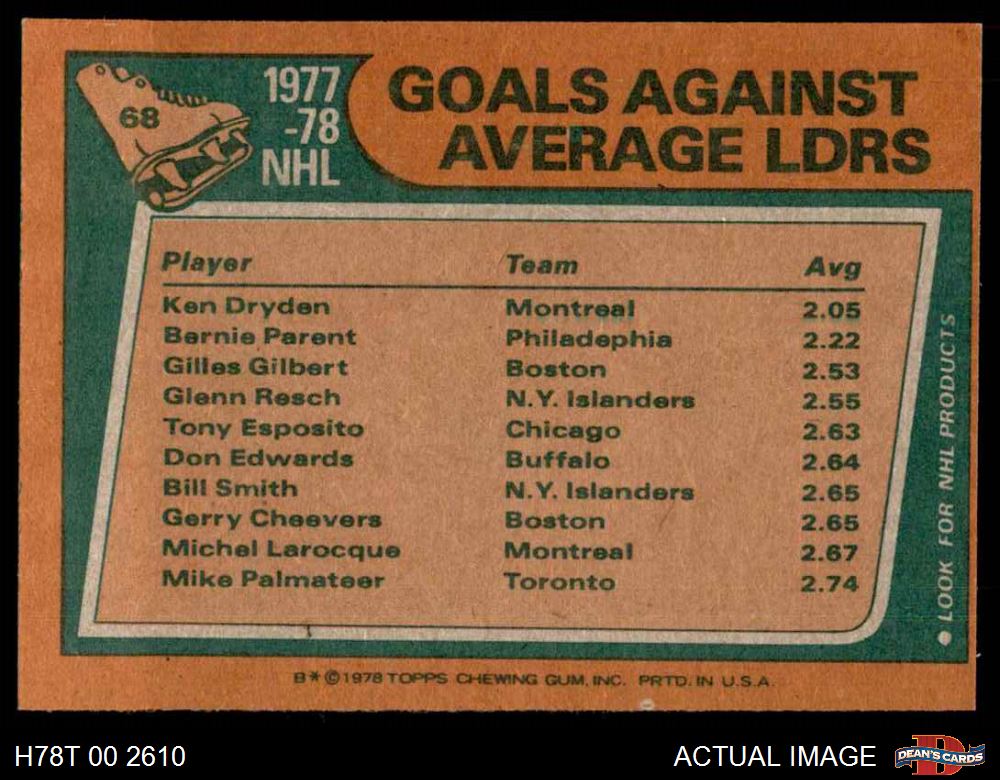 68
1977
-78
NHL
GOALS AGAINST
AVERAGE LDRS
Player Team Avg
Ken Dryden Montreal 2.05
Bernie Parent Philadephia 2.22
Gilles Gilbert Boston 2.53
Glenn Resch N.Y. Islanders 2.55
Tony Esposito Chicago 2.63
Don Edwards Buffalo 2.64
Bill Smith N.Y. Islanders 2.65
Gerry Cheevers Boston 2.65
Michel Larocque Montreal 2.67
Mike Palmateer Toronto 2.74
● LOOK FOR NHL PRODUCTS
B*©1978 TOPPS CHEWING GUM, INC. PRTD. IN U.S.A.
H78T 00 2610
ACTUAL IMAGE
D
DEAN'S CARDS